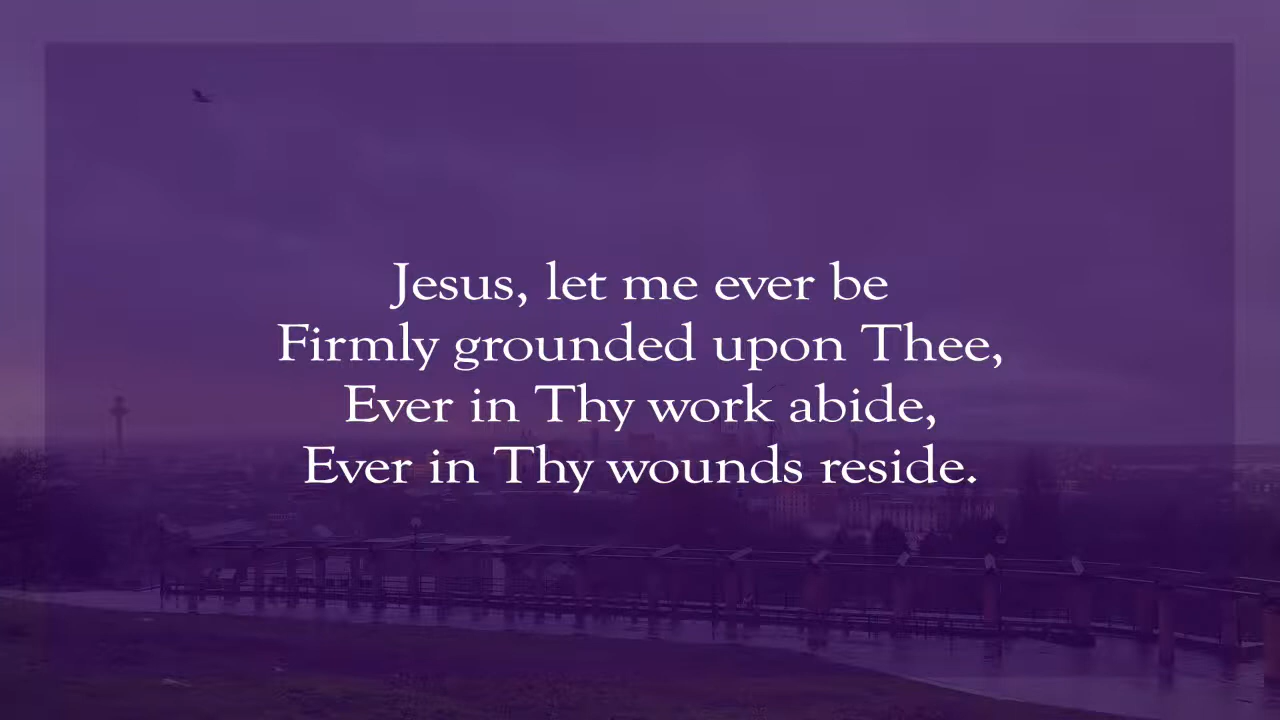 Jesus, let me ever be
Firmly grounded upon Thee,
Ever in Thy work abide,
Ever in Thy wounds reside.